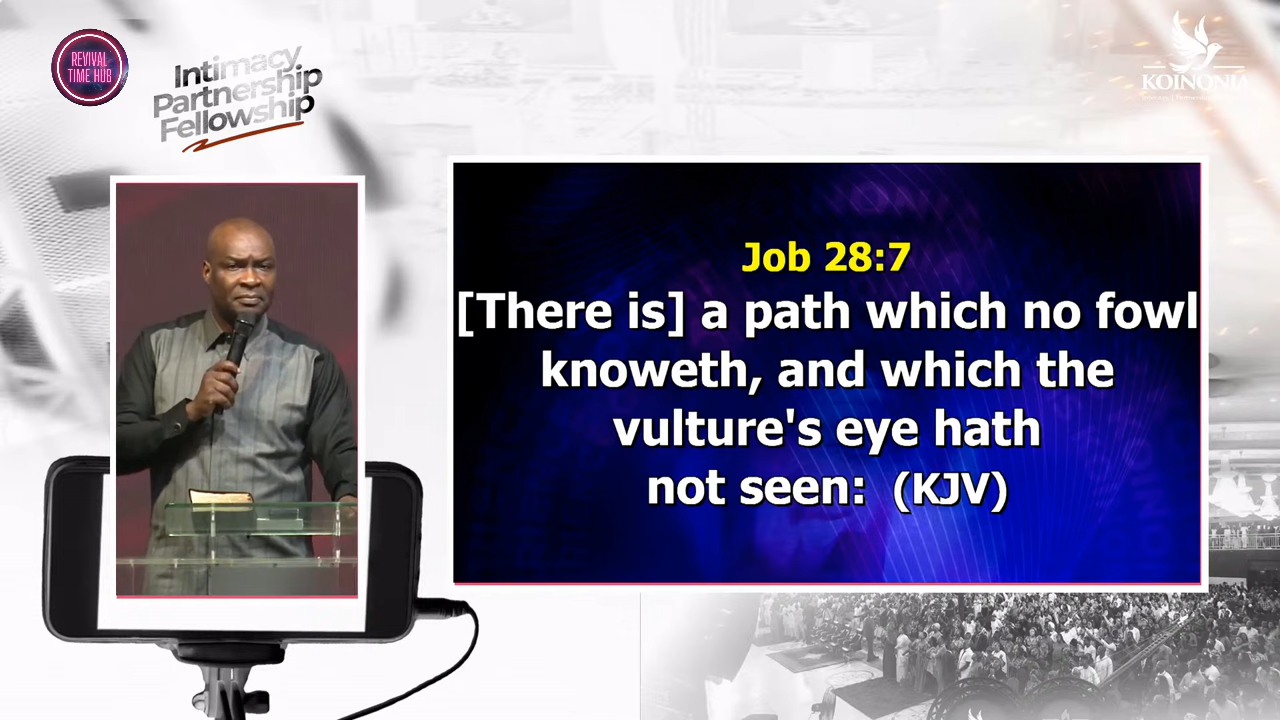 REVIVAL
TIME HUB
Intimacy
Partnership
Fellowship
KOINONIA
Job 28:7
[There is] a path which no fowl
knoweth, and which the
vulture's eye hath
not seen: (KJV)